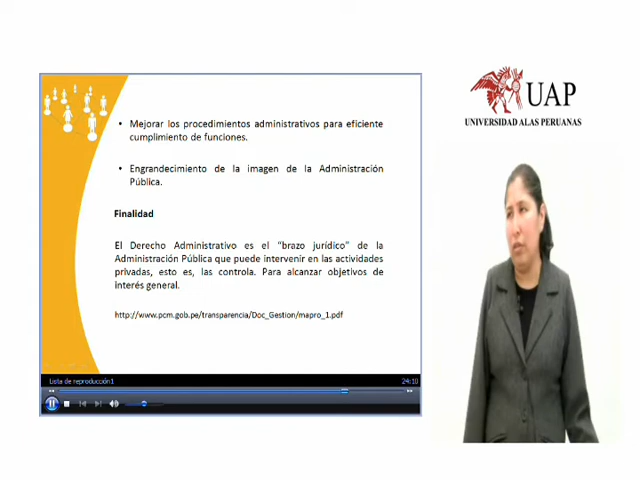 • Mejorar los procedimientos administrativos para eficiente
cumplimiento de funciones.
• Engrandecimiento de la imagen de la Administración
Pública.
Finalidad
El Derecho Administrativo es el "brazo jurídico" de la
Administración Pública que puede intervenir en las actividades
privadas, esto es, las controla. Para alcanzar objetivos de
interés general.
http://www.pcm.gob.pe/transparencia/Doc_Gestion/mapro_1.pdf
Lista de reproducción1
24:10
UAP
UNIVERSIDAD ALAS PERUANAS